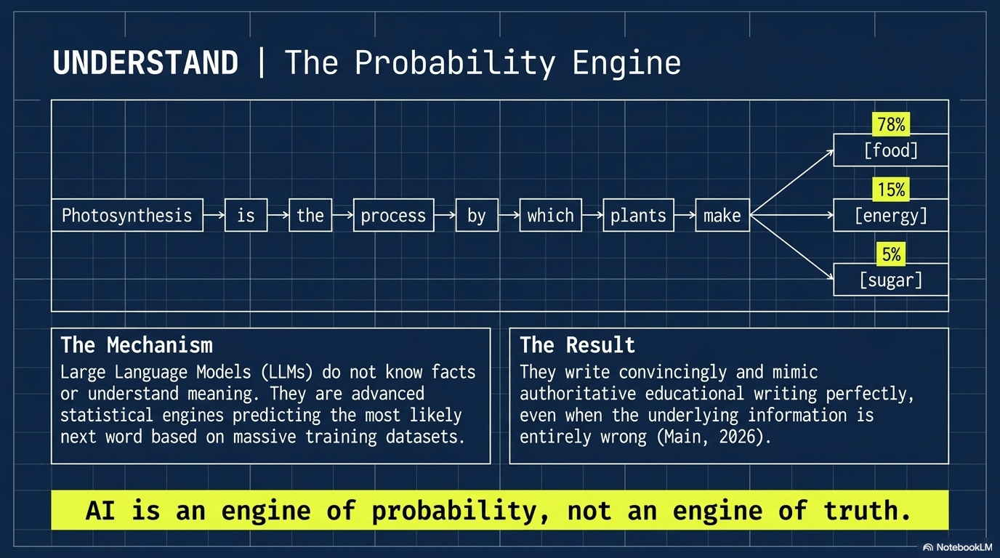 UNDERSTAND | The Probability Engine
Photosynthesis is the process by which plants make
78%
[food]
15%
[energy]
5%
[sugar]
The Mechanism
Large Language Models (LLMs) do not know facts
or understand meaning. They are advanced
statistical engines predicting the most likely
next word based on massive training datasets.
The Result
They write convincingly and mimic
authoritative educational writing perfectly,
even when the underlying information is
entirely wrong (Main, 2026).
AI is an engine of probability, not an engine of truth.
NotebookLM